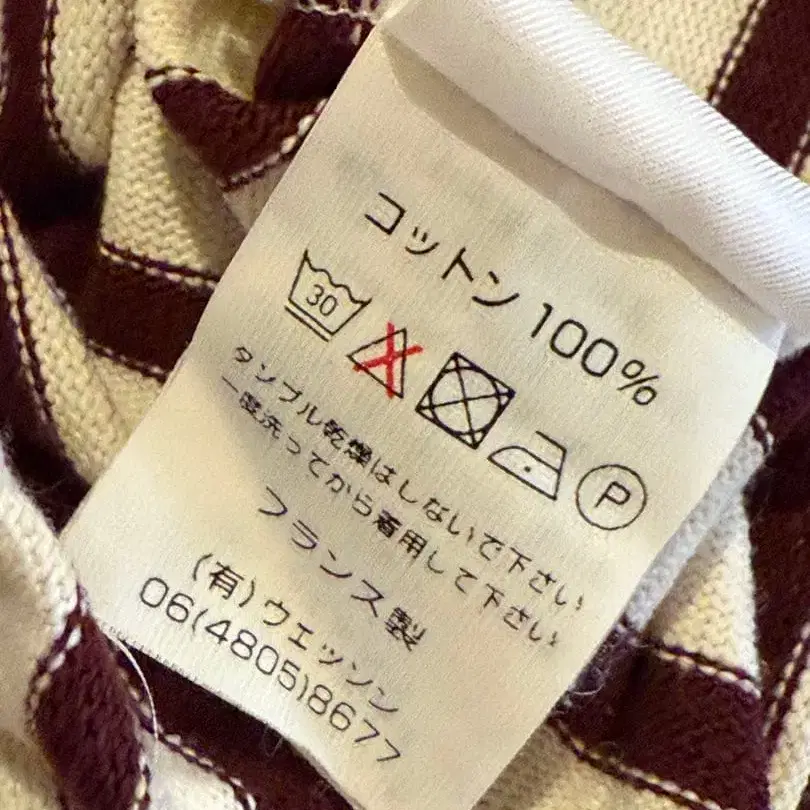 コットン 100%
30 P
タンブル乾燥はしないで下さい
一度洗ってから着用して下さい
フランス製
(有)ウエッソン
06(4805)8677